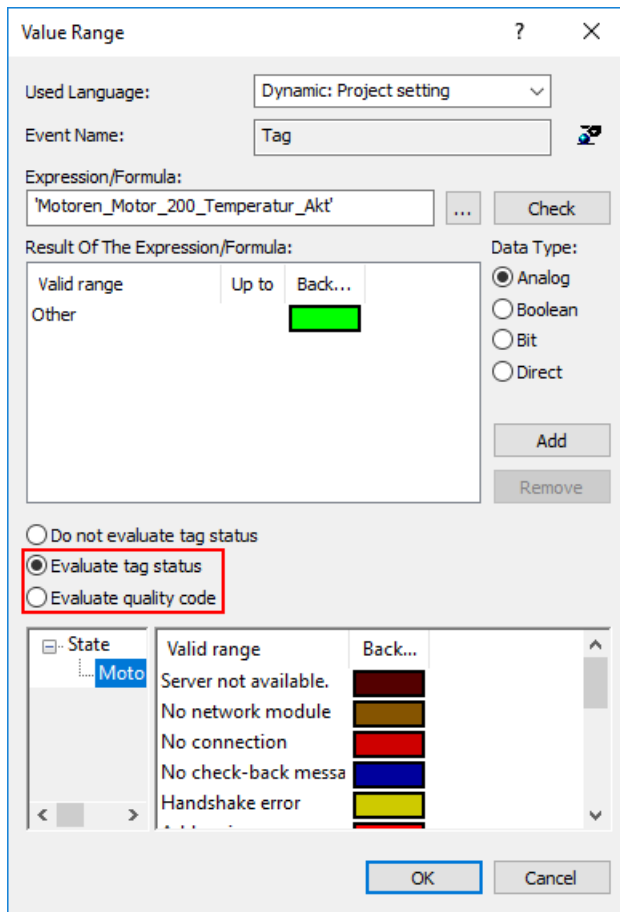 Value Range
Used Language: Dynamic: Project setting
Event Name: Tag
Expression/Formula:
'Motoren_Motor_200_Temperatur_Akt' ... Check
Result Of The Expression/Formula: Data Type:
Valid range Up to Back... Analog
Other Boolean
Bit
Direct
Add
Remove
Do not evaluate tag status
Evaluate tag status
Evaluate quality code
State Valid range Back...
Moto Server not available.
No network module
No connection
No check-back messa
Handshake error
OK Cancel